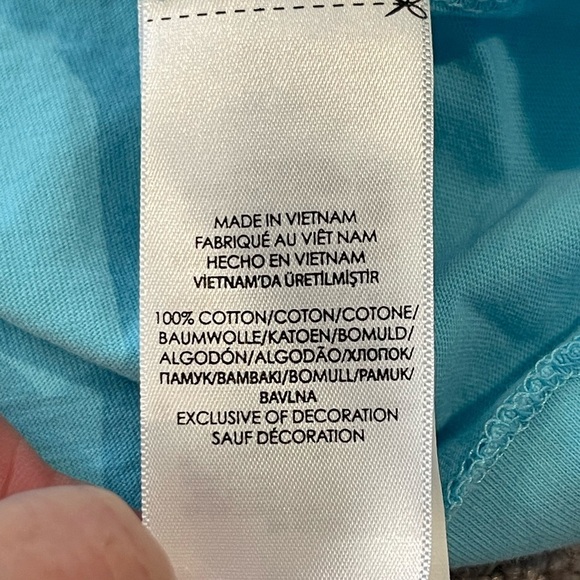 MADE IN VIETNAM
FABRIQUÉ AU VIÊT NAM
HECHO EN VIETNAM
VİETNAM'DA ÜRETİLMİŞTİR
100% COTTON/COTON/COTONE/
BAUMWOLLE/KATOEN/BOMULD/
ALGODÓN/ALGODÃO/ХЛОПОК/
ПАМУК/ΒΑΜΒΑΚΙ/BOMULL/PAMUK/
BAVLNA
EXCLUSIVE OF DECORATION
SAUF DÉCORATION